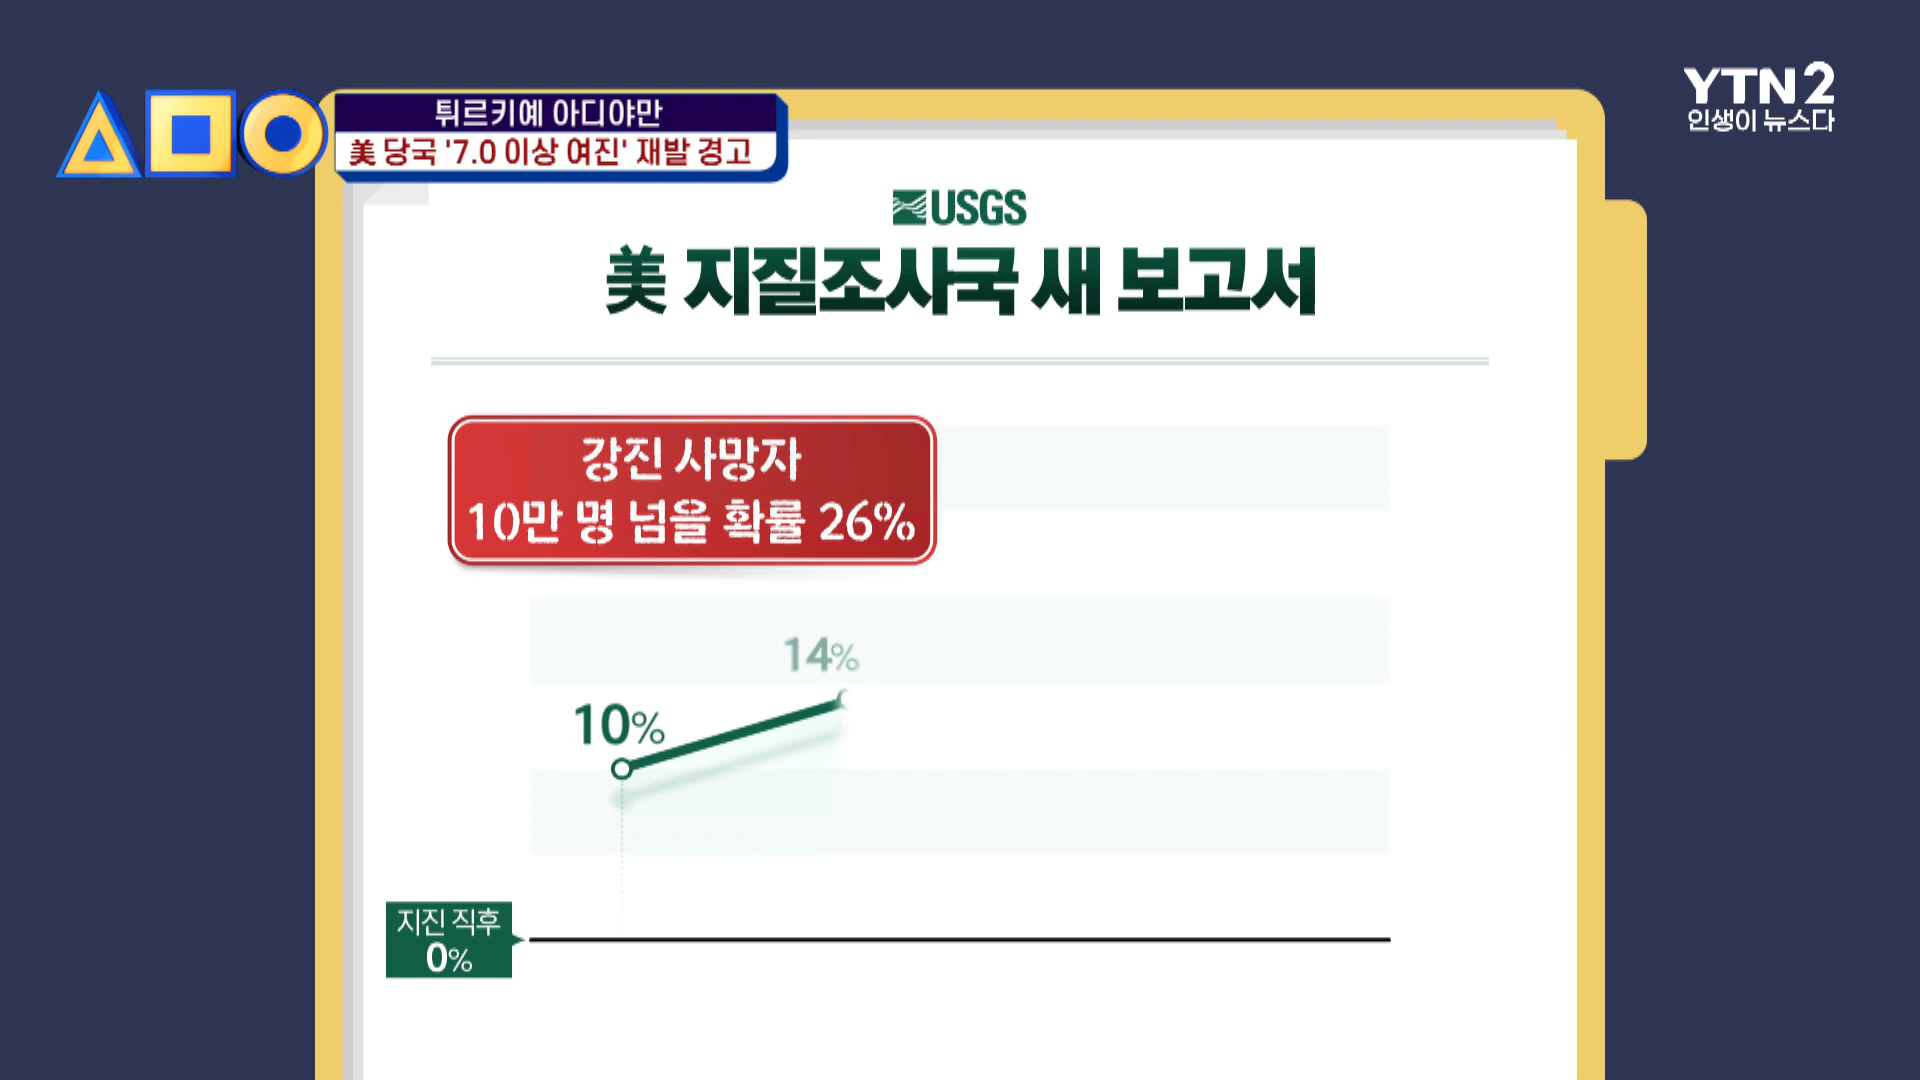 튀르키예 아디야만
美 당국 '7.0 이상 여진' 재발 경고
YTN2
인생이 뉴스다
USGS
美 지질조사국 새 보고서
강진 사망자
10만 명 넘을 확률 26%
14%
10%
지진 직후
0%